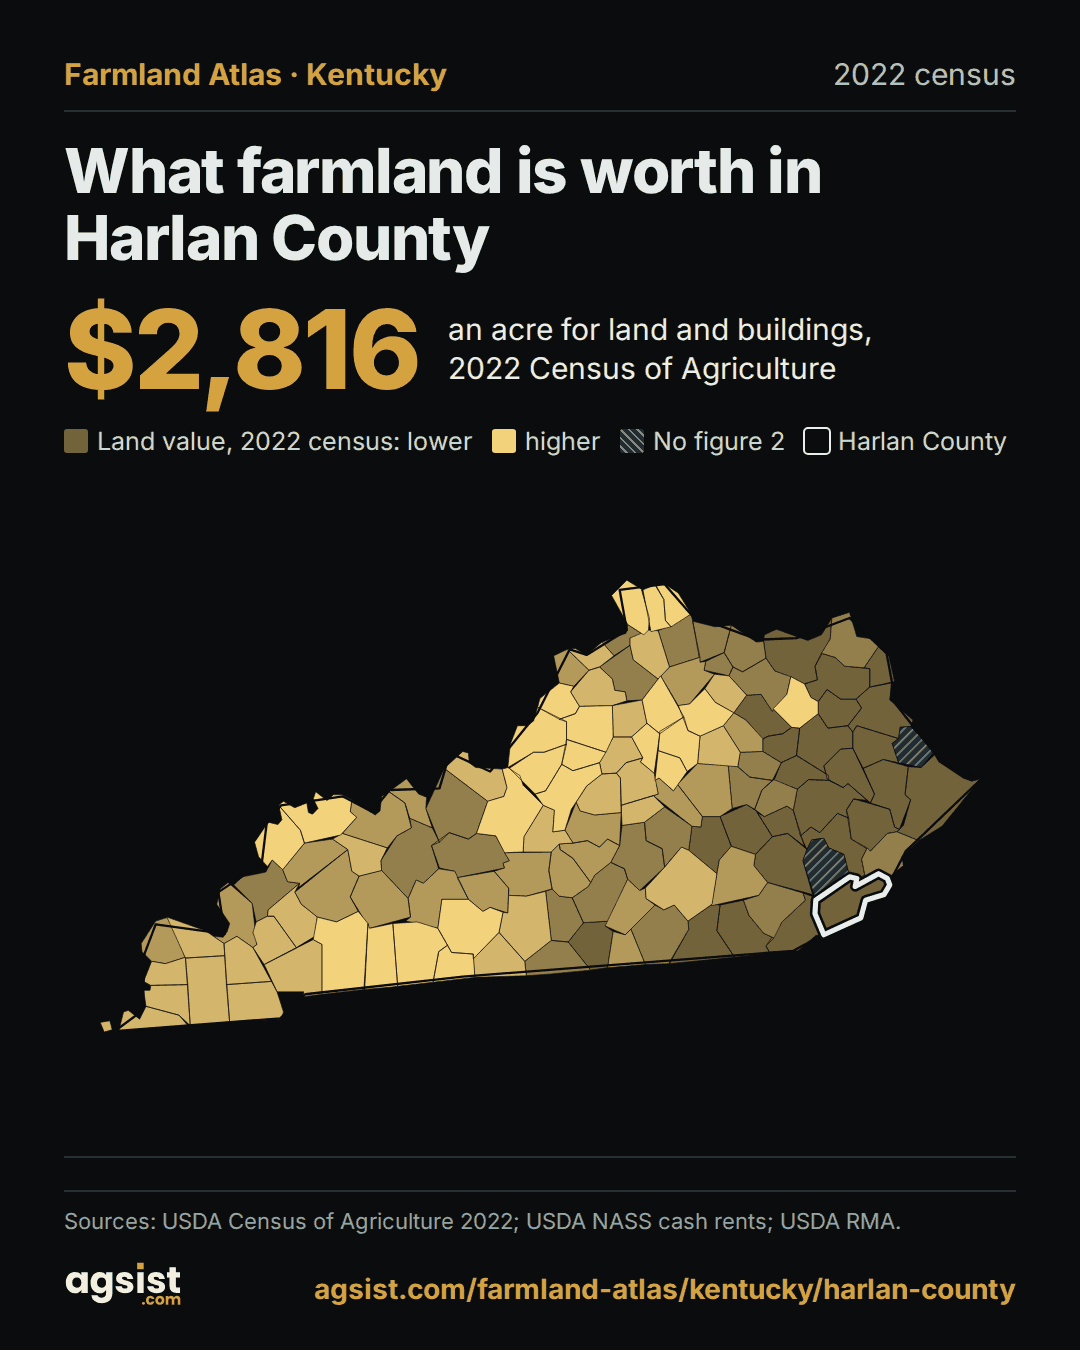 Farmland Atlas · Kentucky
2022 census
What farmland is worth in
Harlan County
$2,816
an acre for land and buildings,
2022 Census of Agriculture
Land value, 2022 census: lower
higher
No figure 2
Harlan County
Sources: USDA Census of Agriculture 2022; USDA NASS cash rents; USDA RMA.
agsist
.com
agsist.com/farmland-atlas/kentucky/harlan-county